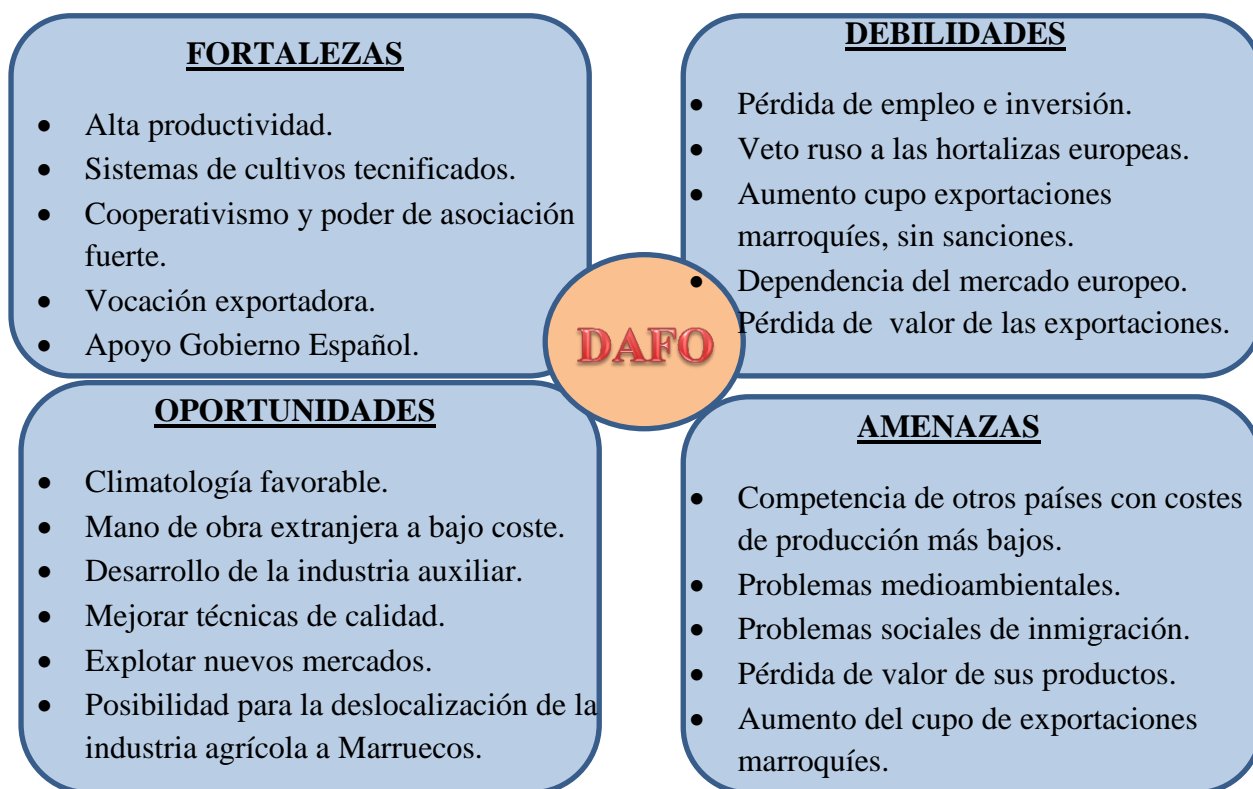 FORTALEZAS
• Alta productividad.
• Sistemas de cultivos tecnificados.
• Cooperativismo y poder de asociación
fuerte.
• Vocación exportadora.
• Apoyo Gobierno Español.
DEBILIDADES
• Pérdida de empleo e inversión.
• Veto ruso a las hortalizas europeas.
• Aumento cupo exportaciones
marroquíes, sin sanciones.
• Dependencia del mercado europeo.
Pérdida de valor de las exportaciones.
DAFO
OPORTUNIDADES
• Climatología favorable.
• Mano de obra extranjera a bajo coste.
• Desarrollo de la industria auxiliar.
• Mejorar técnicas de calidad.
• Explotar nuevos mercados.
• Posibilidad para la deslocalización de la
industria agrícola a Marruecos.
AMENAZAS
• Competencia de otros países con costes
de producción más bajos.
• Problemas medioambientales.
• Problemas sociales de inmigración.
• Pérdida de valor de sus productos.
• Aumento del cupo de exportaciones
marroquíes.